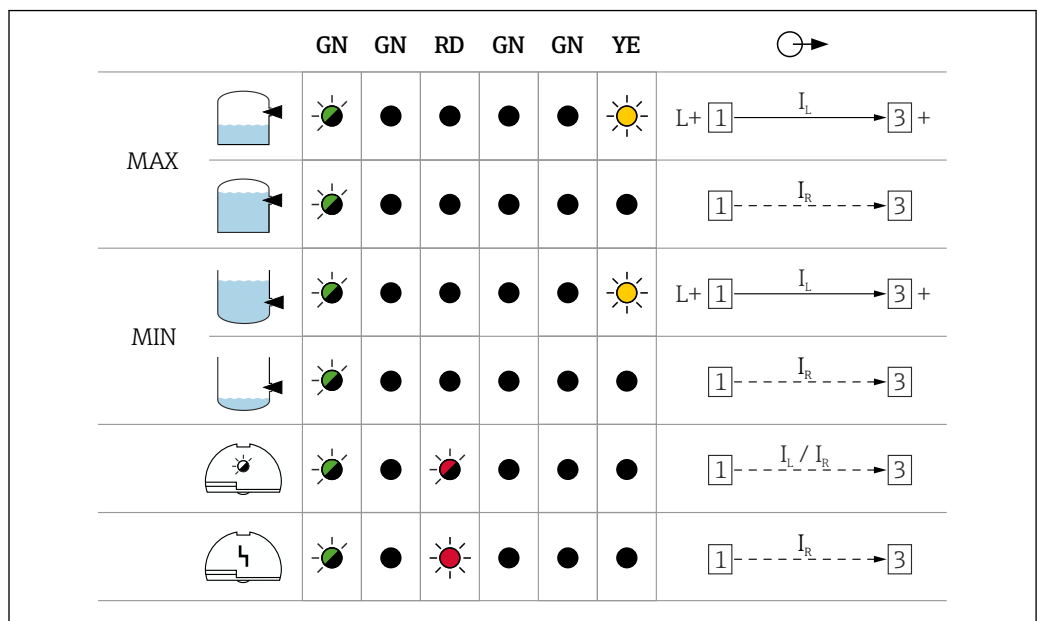 GN GN RD GN GN YE
L+ 1 I_L 3 +
MAX
1 I_R 3
L+ 1 I_L 3 +
MIN
1 I_R 3
1 I_L / I_R 3
1 I_R 3